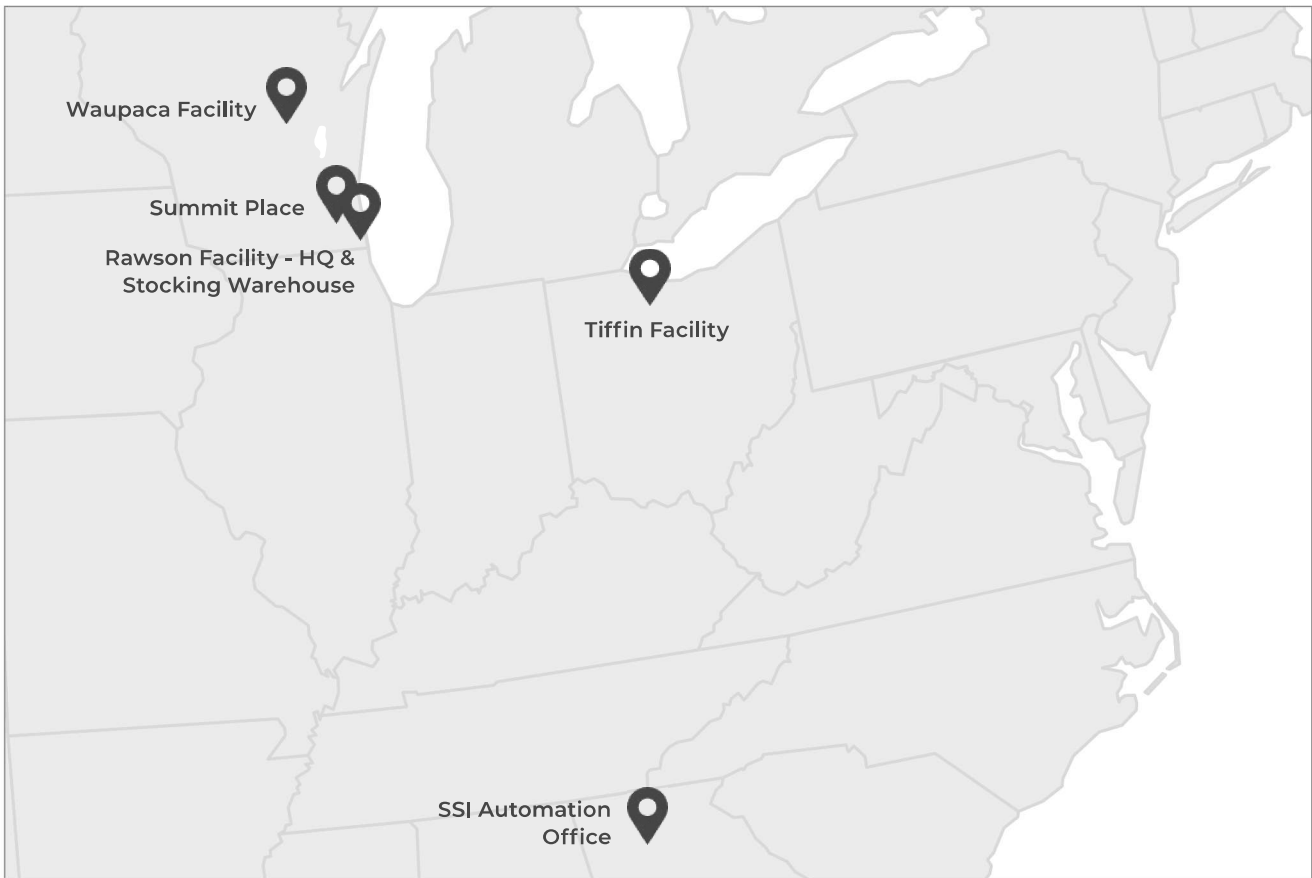 Waupaca Facility
Summit Place
Rawson Facility - HQ &
Stocking Warehouse
Tiffin Facility
SSI Automation
Office